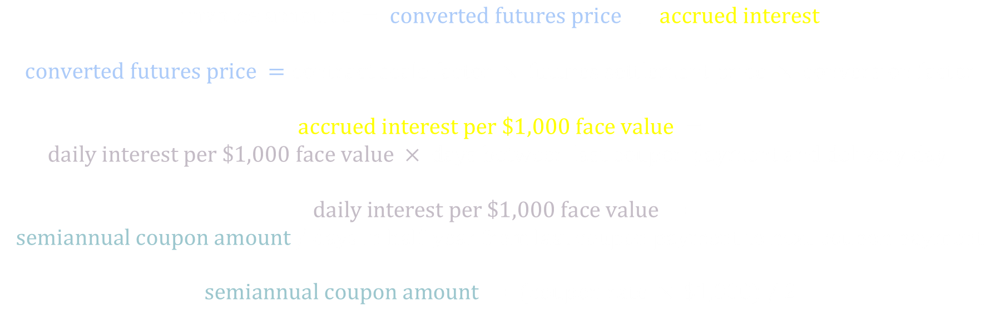 converted futures price accrued interest
converted futures price =
accrued interest per $1,000 face value
daily interest per $1,000 face value ×
daily interest per $1,000 face value
semiannual coupon amount
semiannual coupon amount